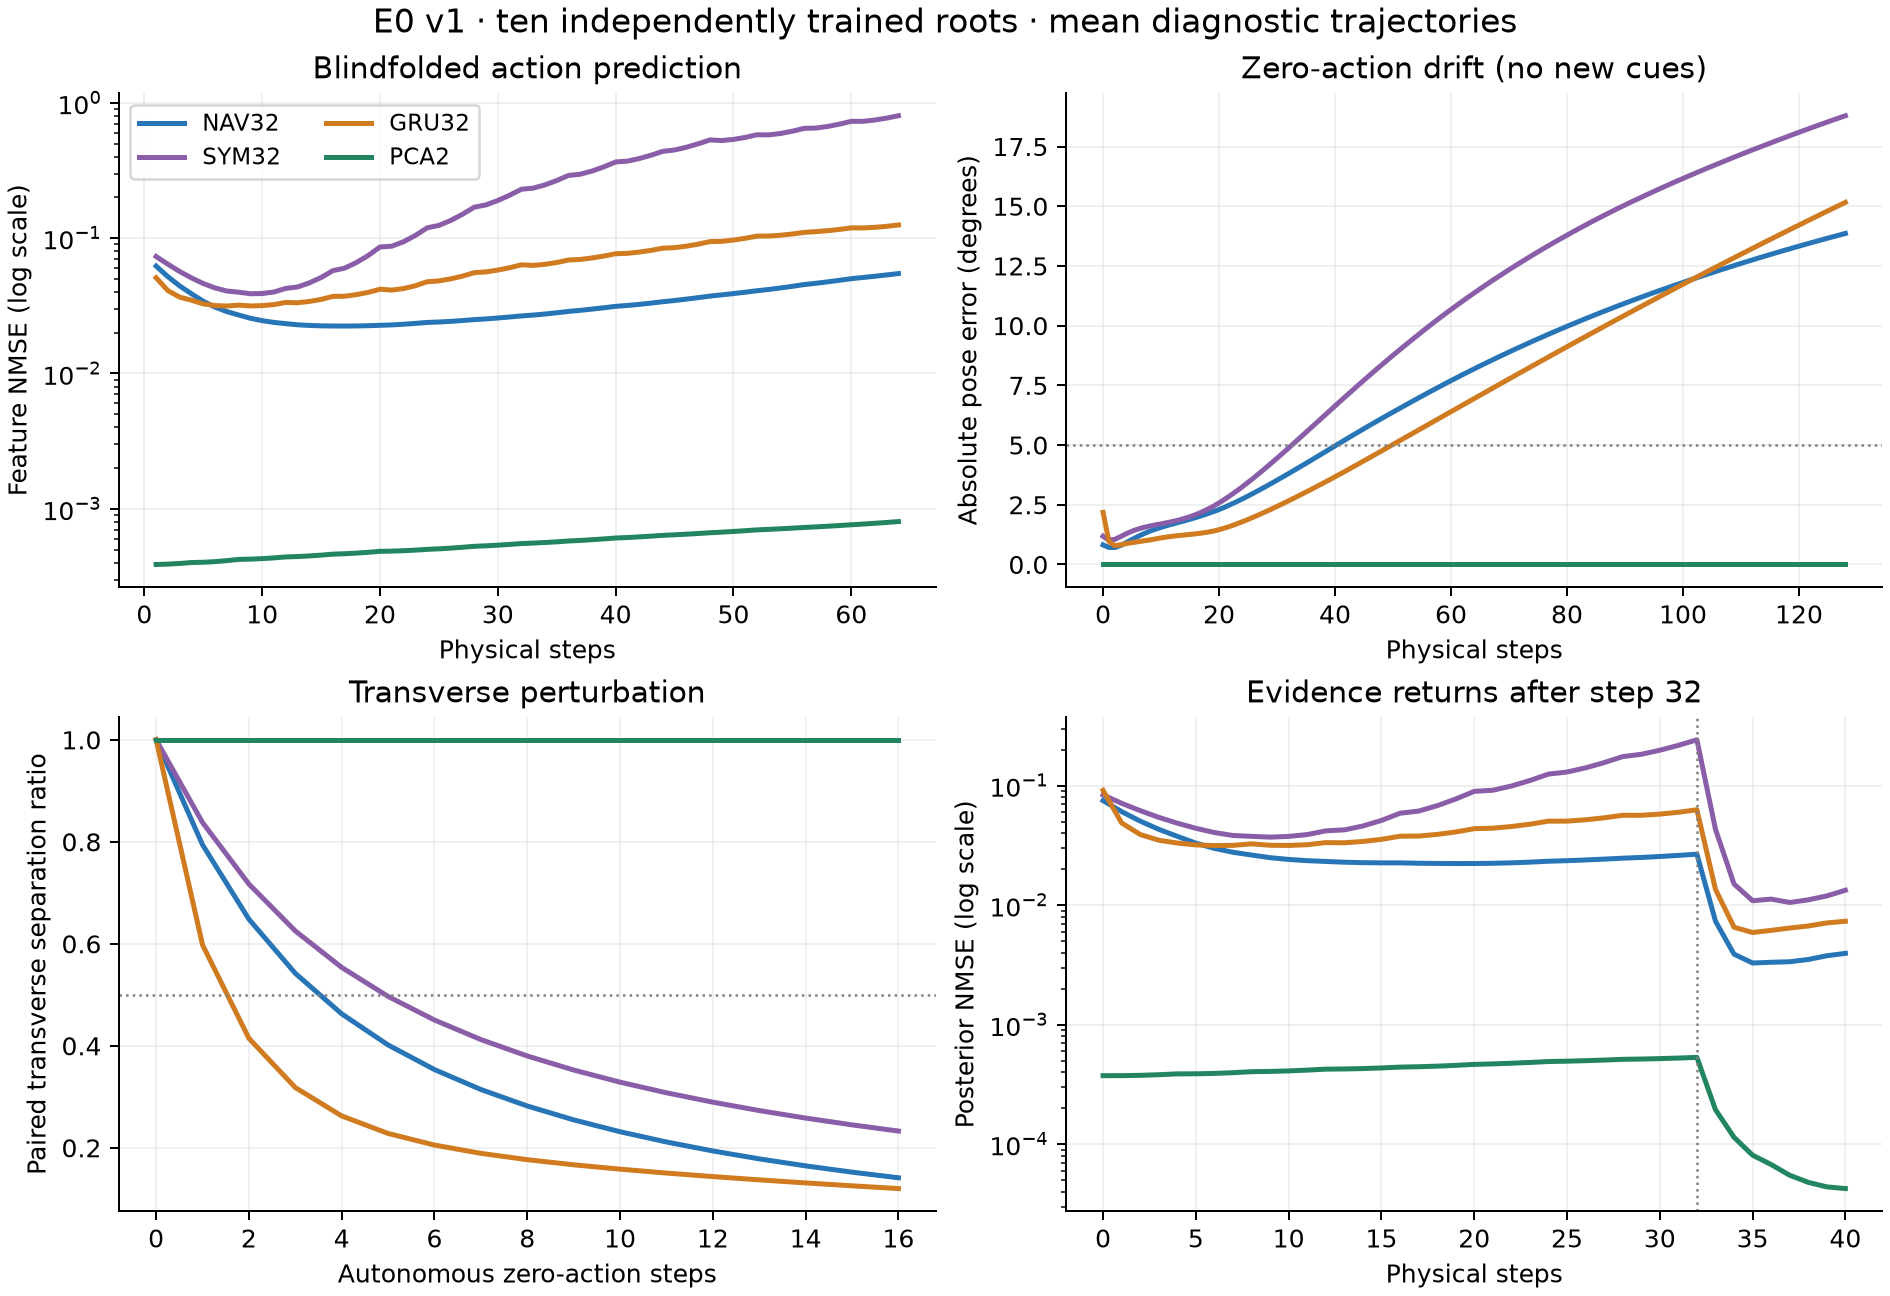 E0 v1 · ten independently trained roots · mean diagnostic trajectories
Blindfolded action prediction
NAV32
SYM32
GRU32
PCA2
Feature NMSE (log scale)
10⁰
10⁻¹
10⁻²
10⁻³
0 10 20 30 40 50 60
Physical steps
Zero-action drift (no new cues)
Absolute pose error (degrees)
17.5
15.0
12.5
10.0
7.5
5.0
2.5
0.0
0 20 40 60 80 100 120
Physical steps
Transverse perturbation
Paired transverse separation ratio
1.0
0.8
0.6
0.4
0.2
0 2 4 6 8 10 12 14 16
Autonomous zero-action steps
Evidence returns after step 32
Posterior NMSE (log scale)
10⁻¹
10⁻²
10⁻³
10⁻⁴
0 5 10 15 20 25 30 35 40
Physical steps